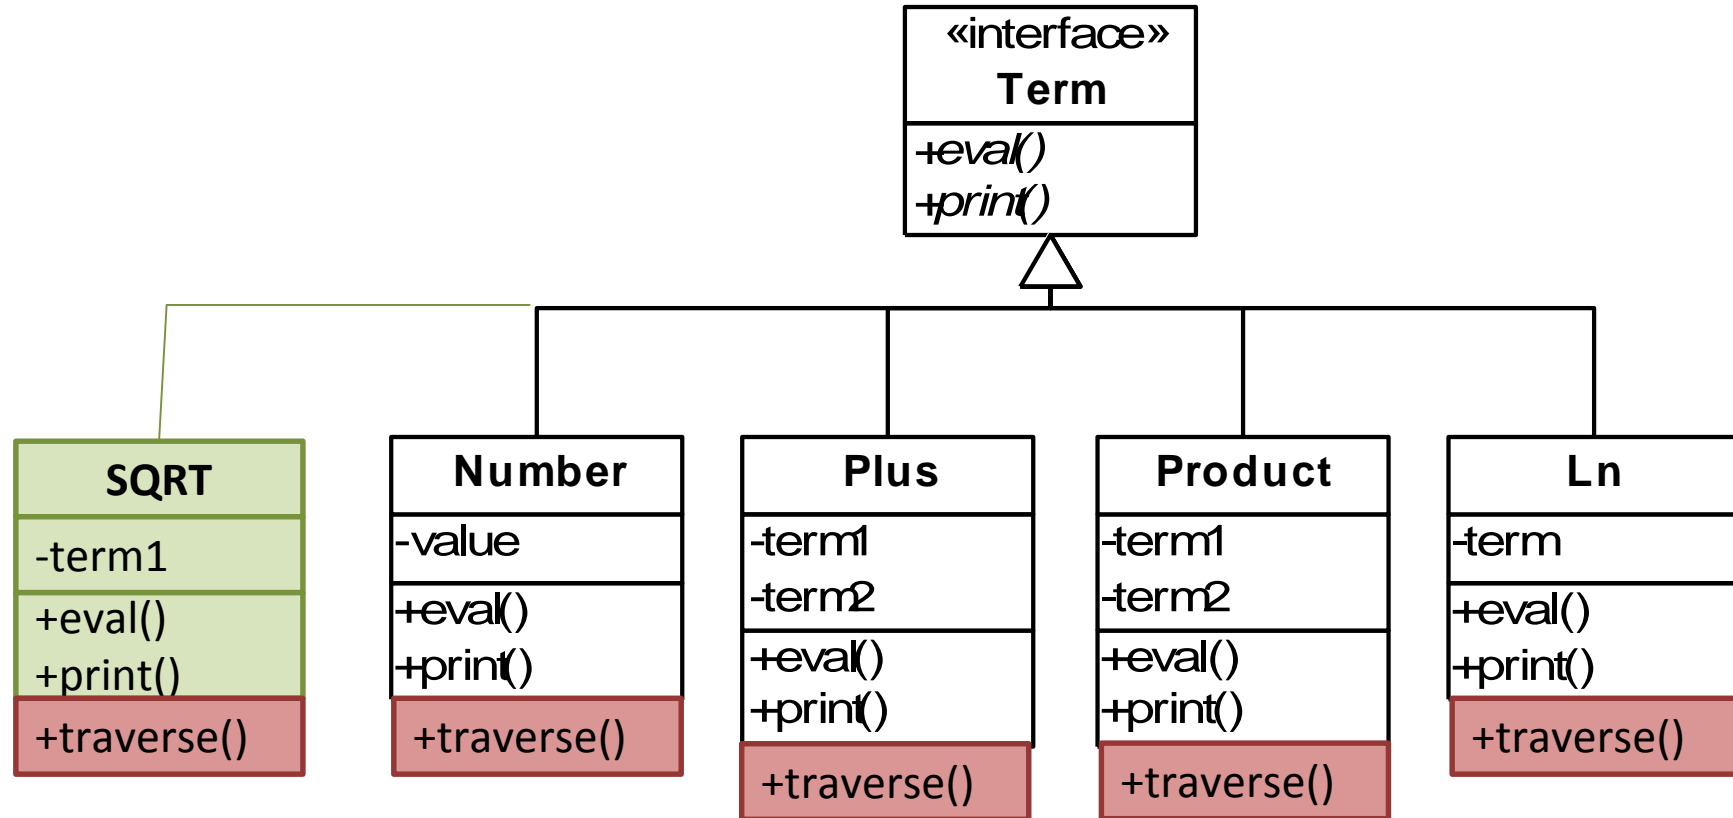 «interface»
Term
+eval()
+print()
SQRT
-term1
+eval()
+print()
+traverse()
Number
-value
+eval()
+print()
+traverse()
Plus
-term1
-term2
+eval()
+print()
+traverse()
Product
-term1
-term2
+eval()
+print()
+traverse()
Ln
-term
+eval()
+print()
+traverse()